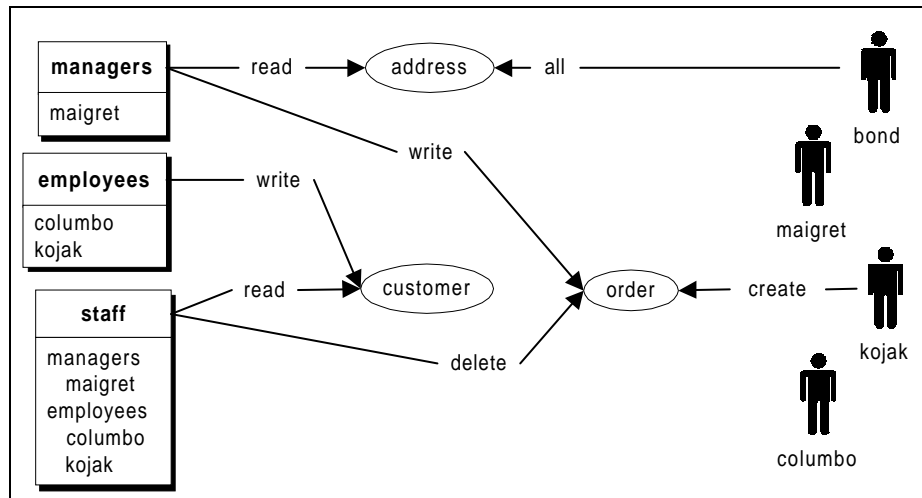 managers
maigret
read
address
all
bond
write
maigret
employees
columbo
kojak
write
staff
managers
maigret
employees
columbo
kojak
read
customer
order
create
kojak
delete
columbo